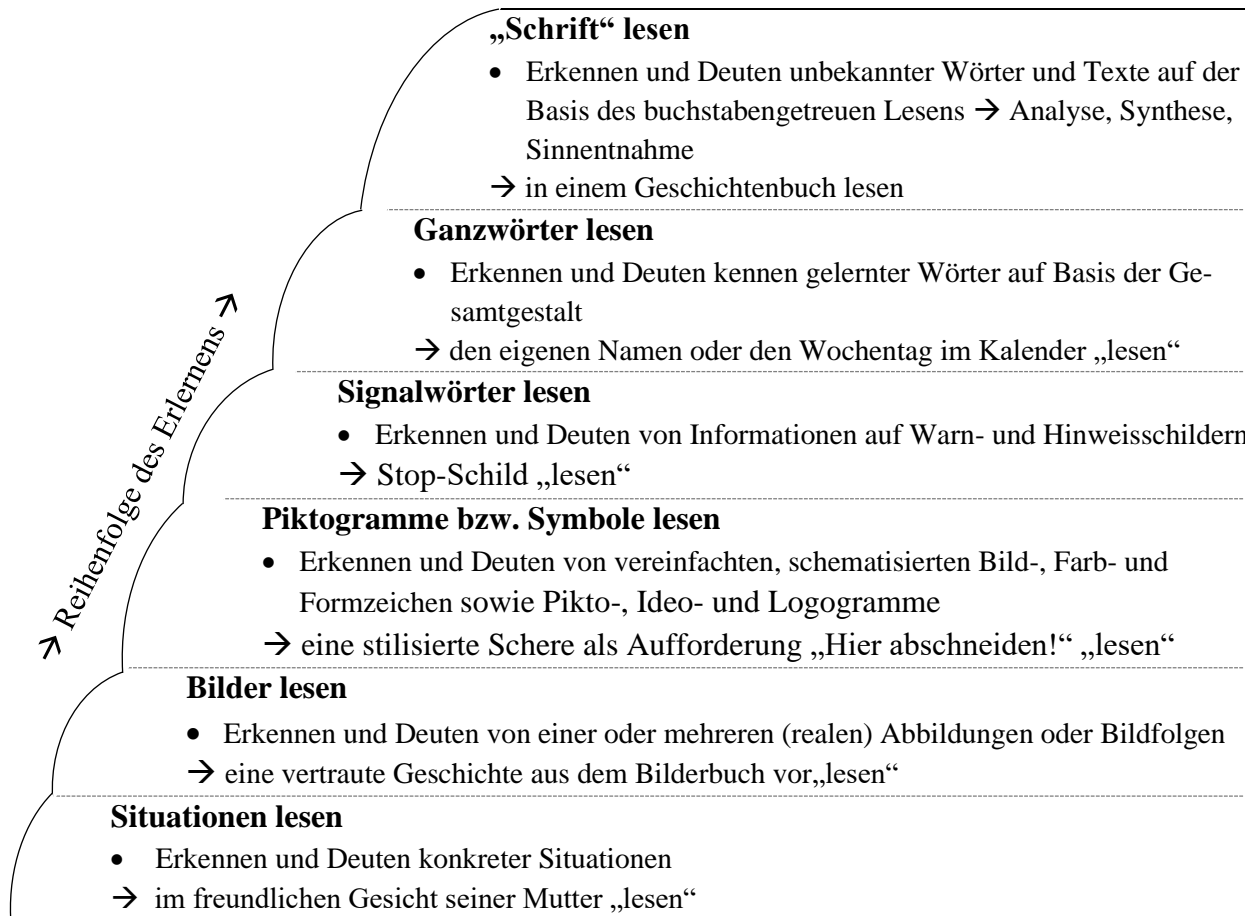 „Schrift“ lesen
• Erkennen und Deuten unbekannter Wörter und Texte auf der
Basis des buchstabengetreuen Lesens → Analyse, Synthese,
Sinnentnahme
→ in einem Geschichtenbuch lesen
Ganzwörter lesen
• Erkennen und Deuten kennen gelernter Wörter auf Basis der Ge-
samtgestalt
→ den eigenen Namen oder den Wochentag im Kalender „lesen“
Signalwörter lesen
• Erkennen und Deuten von Informationen auf Warn- und Hinweisschildern
→ Stop-Schild „lesen“
Piktogramme bzw. Symbole lesen
• Erkennen und Deuten von vereinfachten, schematisierten Bild-, Farb- und
Formzeichen sowie Pikto-, Ideo- und Logogramme
→ eine stilisierte Schere als Aufforderung „Hier abschneiden!“ „lesen“
Bilder lesen
• Erkennen und Deuten von einer oder mehreren (realen) Abbildungen oder Bildfolgen
→ eine vertraute Geschichte aus dem Bilderbuch vor„lesen“
Situationen lesen
• Erkennen und Deuten konkreter Situationen
→ im freundlichen Gesicht seiner Mutter „lesen“
→ Reihenfolge des Erlernens →